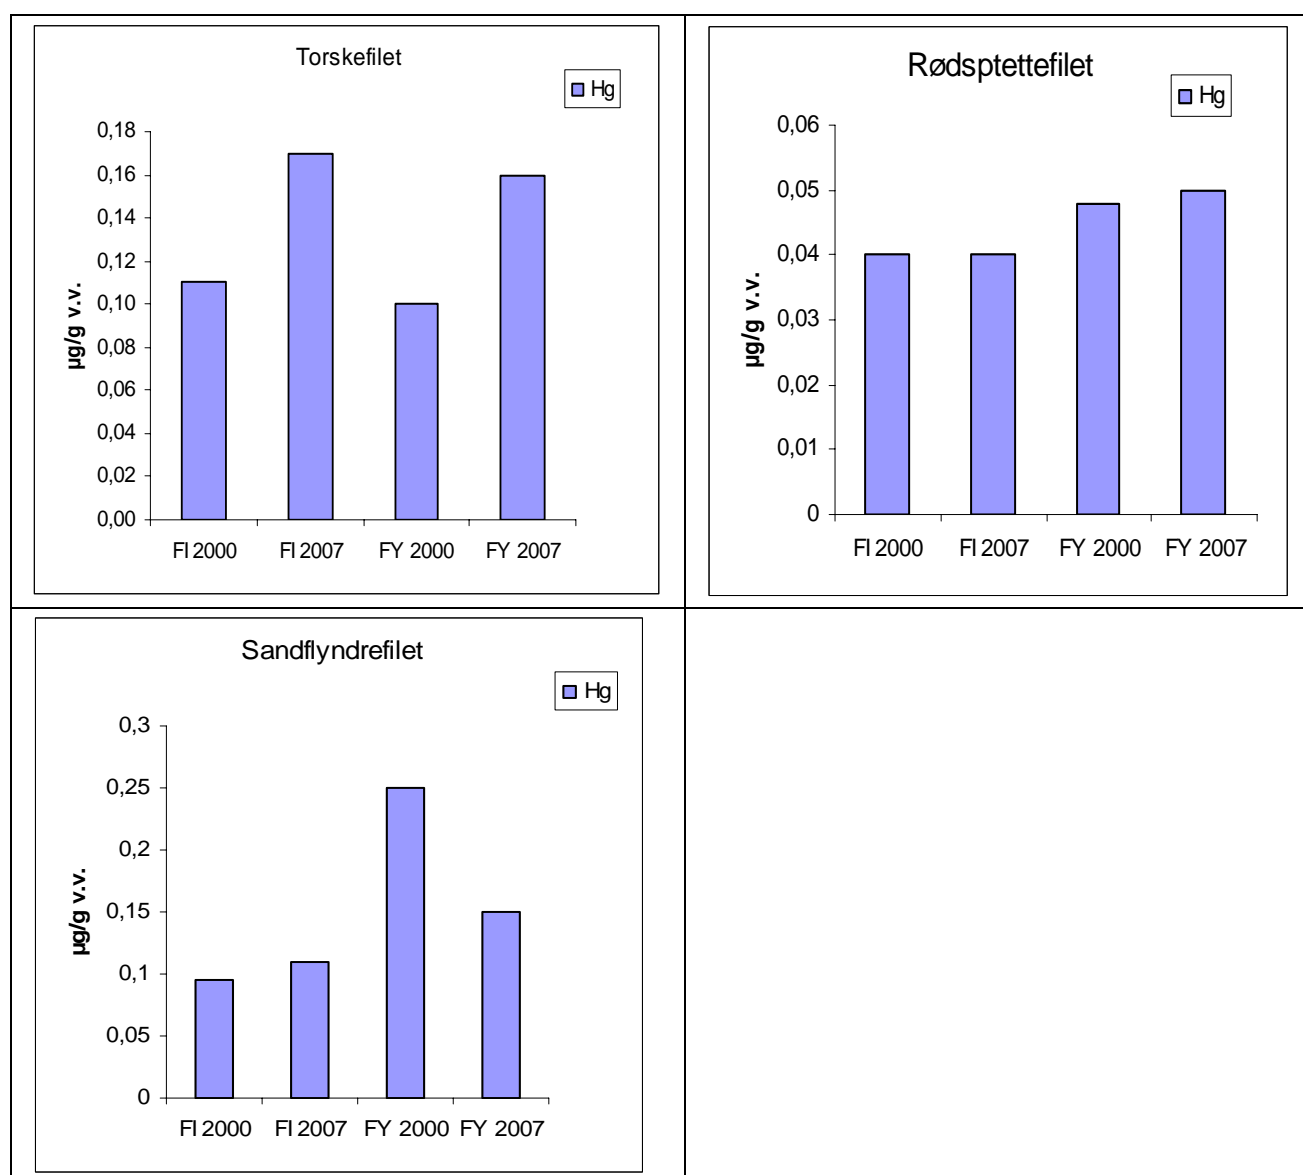 Torskefilet
Hg
0,18
0,16
0,14
0,12
0,10
0,08
0,06
0,04
0,02
0,00
µg/g v.v.
FI 2000 FI 2007 FY 2000 FY 2007
Rødsptettefilet
Hg
0,06
0,05
0,04
0,03
0,02
0,01
0
µg/g v.v.
FI 2000 FI 2007 FY 2000 FY 2007
Sandflyndrefilet
Hg
0,3
0,25
0,2
0,15
0,1
0,05
0
µg/g v.v.
FI 2000 FI 2007 FY 2000 FY 2007